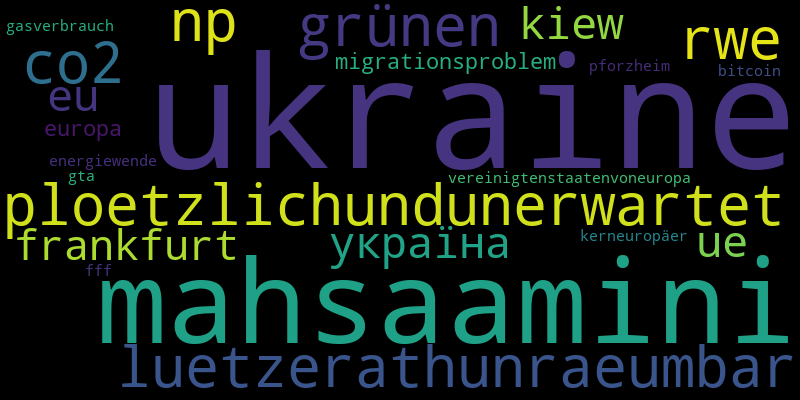 gasverbrauch
np
grünen
kiew
rwe
co2
migrationsproblem
pforzheim
bitcoin
eu
ukraine
europa
energiewende
gta
vereinigtenstaatenvoneuropa
ploetzlichundunerwartet
frankfurt
україна
kerneuropäer
ue
fff
mahsaamini
luetzerathunraeumbar